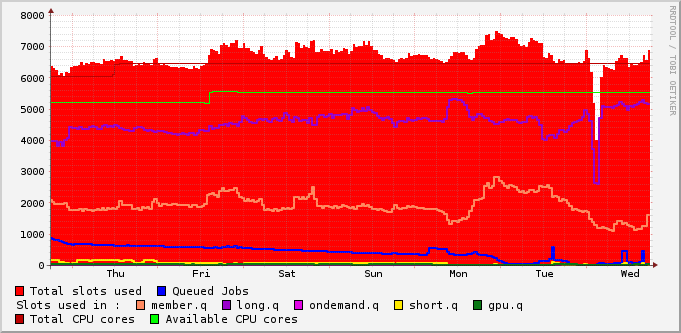 8000
7000
6000
5000
4000
3000
2000
1000
0
Thu Fri Sat Sun Mon Tue Wed
RRDTOOL / TOBI OETIKER
Total slots used Queued Jobs
Slots used in : member.q long.q ondemand.q short.q gpu.q
Total CPU cores Available CPU cores